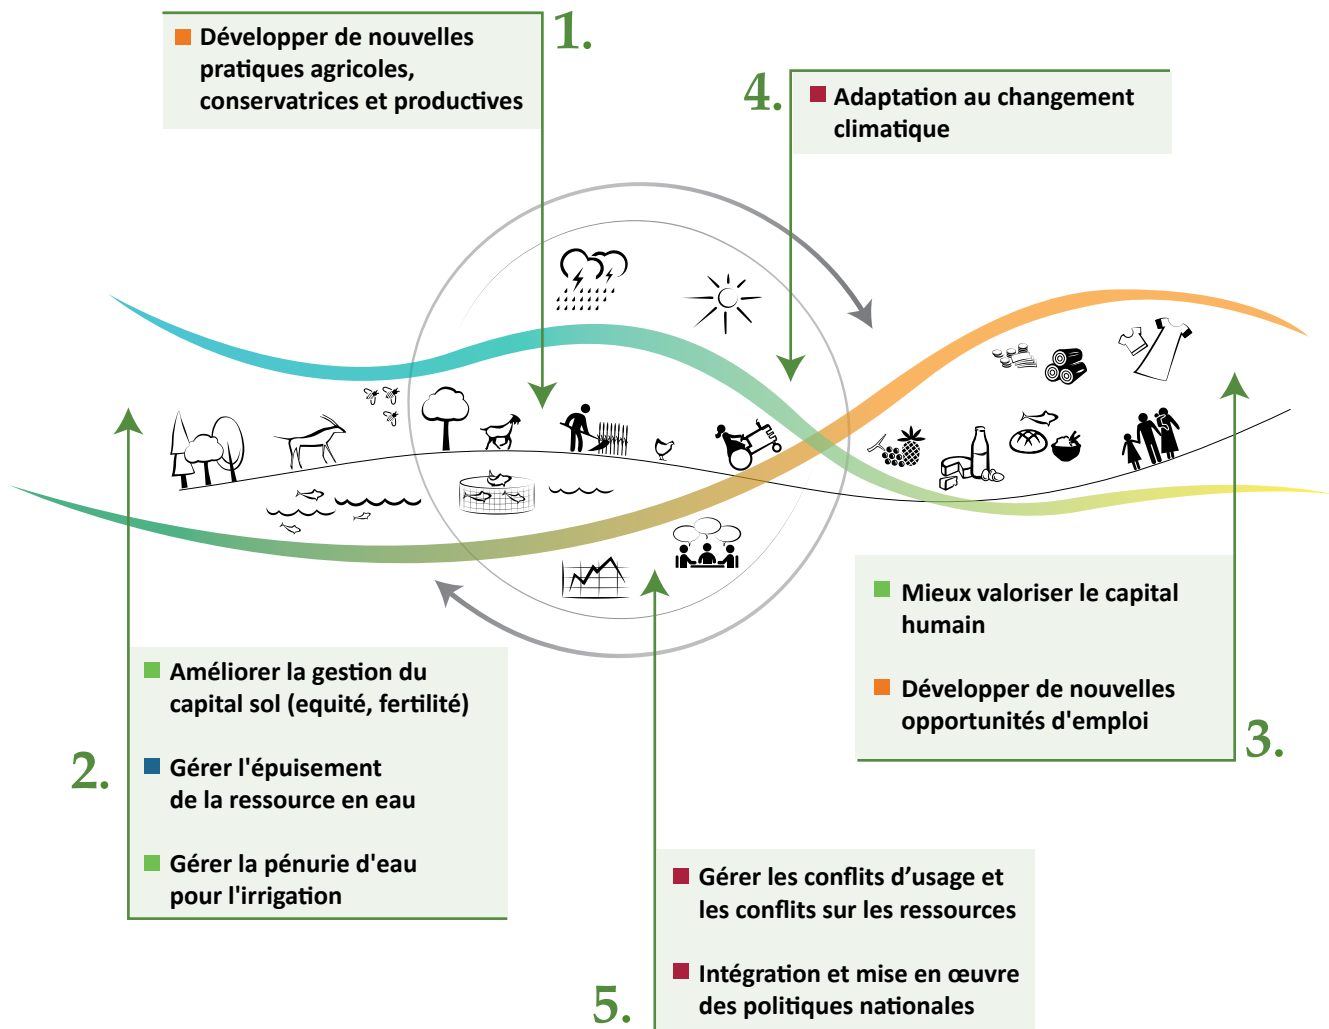 1.
Développer de nouvelles
pratiques agricoles,
conservatrices et productives
4.
Adaptation au changement
climatique
2.
Améliorer la gestion du
capital sol (equité, fertilité)
Gérer l'épuisement
de la ressource en eau
Gérer la pénurie d'eau
pour l'irrigation
Mieux valoriser le capital
humain
Développer de nouvelles
opportunités d'emploi
3.
Gérer les conflits d’usage et
les conflits sur les ressources
Intégration et mise en œuvre
des politiques nationales
5.